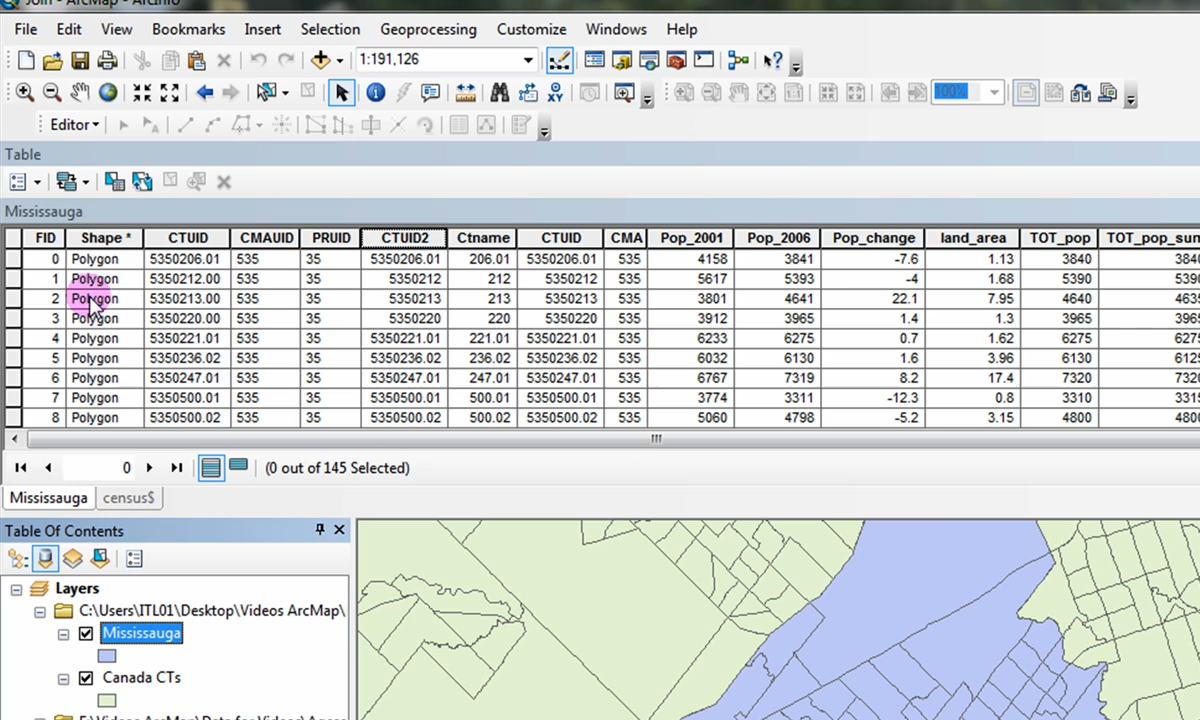 Join - ArcMap - ArcInfo
File Edit View Bookmarks Insert Selection Geoprocessing Customize Windows Help
1:191,126
100%
Editor
Table
Mississauga
FID Shape * CTUID CMAUID PRUID CTUID2 Ctname CTUID CMA Pop_2001 Pop_2006 Pop_change land_area TOT_pop TOT_pop_sum
0 Polygon 5350206.01 535 35 5350206.01 206.01 5350206.01 535 4158 3841 -7.6 1.13 3840 3840
1 Polygon 5350212.00 535 35 5350212 212 5350212 535 5617 5393 -4 1.68 5390 5390
2 Polygon 5350213.00 535 35 5350213 213 5350213 535 3801 4641 22.1 7.95 4640 4635
3 Polygon 5350220.00 535 35 5350220 220 5350220 535 3912 3965 1.4 1.3 3965 3965
4 Polygon 5350221.01 535 35 5350221.01 221.01 5350221.01 535 6233 6275 0.7 1.62 6275 6275
5 Polygon 5350236.02 535 35 5350236.02 236.02 5350236.02 535 6032 6130 1.6 3.96 6130 6125
6 Polygon 5350247.01 535 35 5350247.01 247.01 5350247.01 535 6767 7319 8.2 17.4 7320 7320
7 Polygon 5350500.01 535 35 5350500.01 500.01 5350500.01 535 3774 3311 -12.3 0.8 3310 3315
8 Polygon 5350500.02 535 35 5350500.02 500.02 5350500.02 535 5060 4798 -5.2 3.15 4800 4800
0 (0 out of 145 Selected)
Mississauga census$
Table Of Contents
Layers
C:\Users\ITL01\Desktop\Videos ArcMap\
Mississauga
Canada CTs